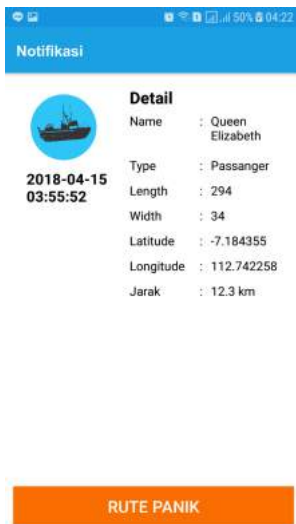 50% 04:22
Notifikasi
Detail
Name : Queen
Elizabeth
2018-04-15
03:55:52
Type : Passanger
Length : 294
Width : 34
Latitude : -7.184355
Longitude : 112.742258
Jarak : 12.3 km
RUTE PANIK